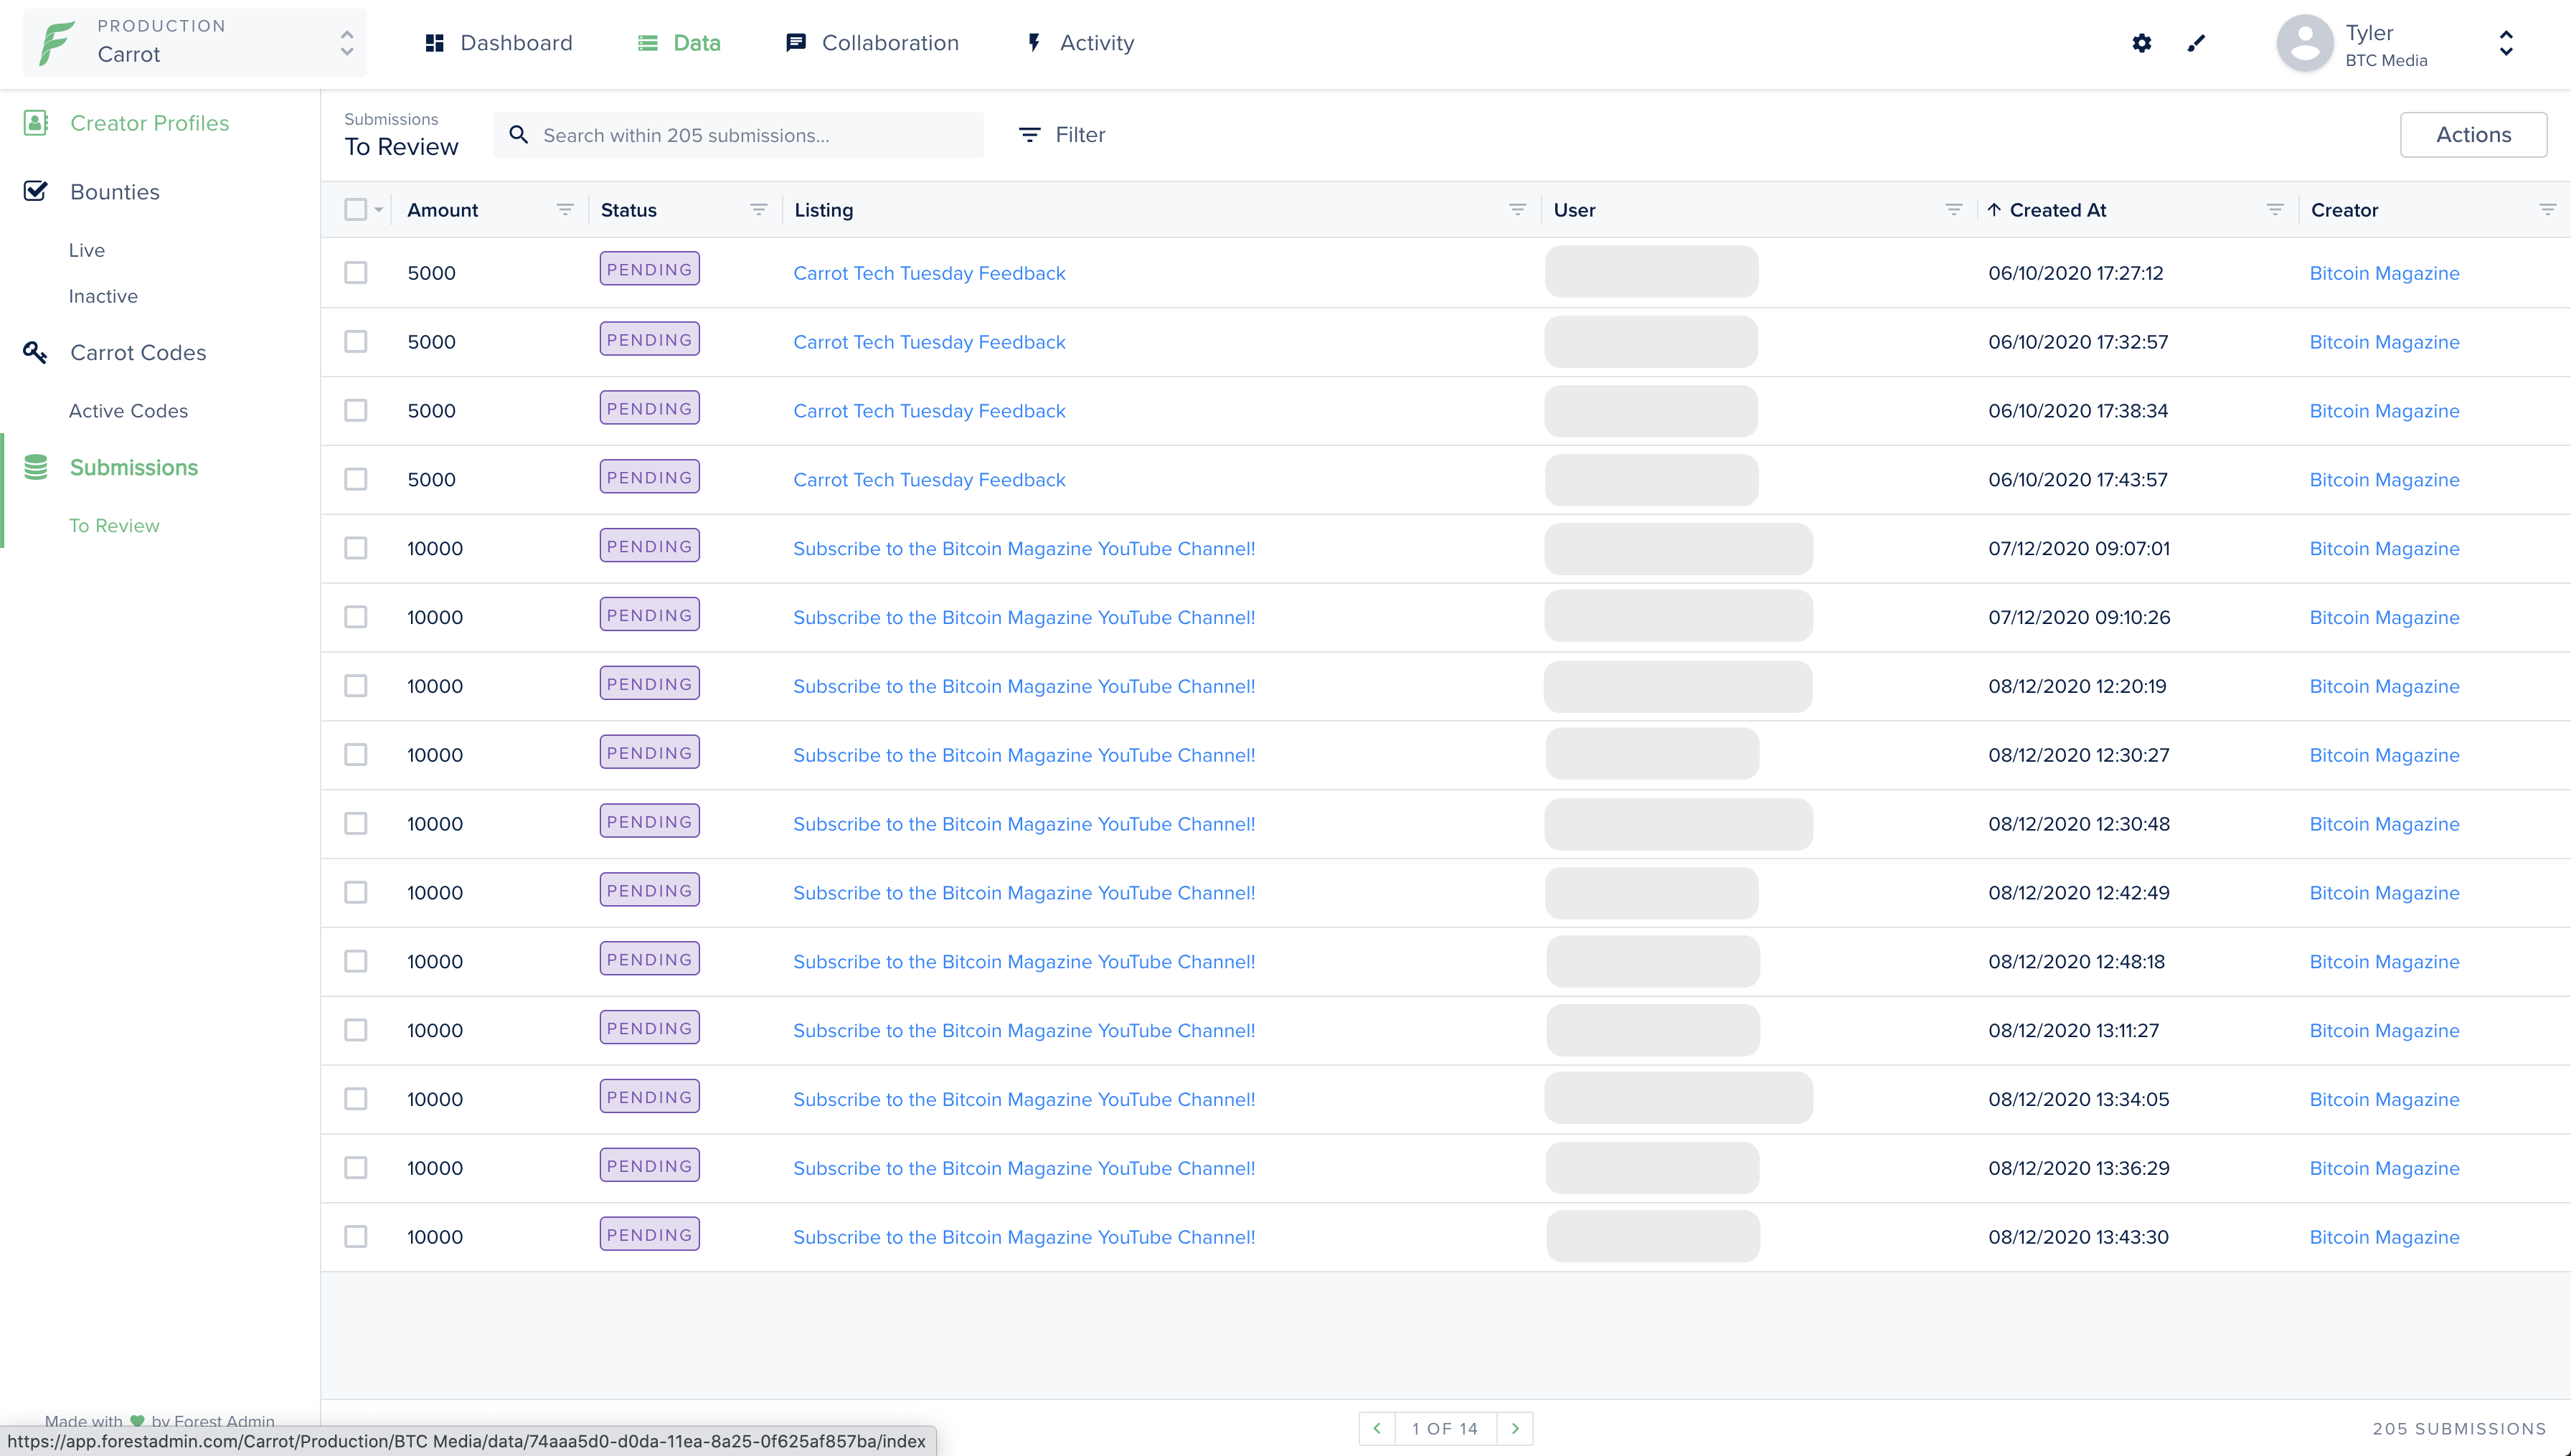 PRODUCTION
Carrot
Dashboard
Data
Collaboration
Activity
Tyler
BTC Media
Creator Profiles
Bounties
Live
Inactive
Carrot Codes
Active Codes
Submissions
To Review
Submissions
To Review
Search within 205 submissions...
Filter
Actions
Amount Status Listing User Created At Creator
5000 PENDING Carrot Tech Tuesday Feedback 06/10/2020 17:27:12 Bitcoin Magazine
5000 PENDING Carrot Tech Tuesday Feedback 06/10/2020 17:32:57 Bitcoin Magazine
5000 PENDING Carrot Tech Tuesday Feedback 06/10/2020 17:38:34 Bitcoin Magazine
5000 PENDING Carrot Tech Tuesday Feedback 06/10/2020 17:43:57 Bitcoin Magazine
10000 PENDING Subscribe to the Bitcoin Magazine YouTube Channel! 07/12/2020 09:07:01 Bitcoin Magazine
10000 PENDING Subscribe to the Bitcoin Magazine YouTube Channel! 07/12/2020 09:10:26 Bitcoin Magazine
10000 PENDING Subscribe to the Bitcoin Magazine YouTube Channel! 08/12/2020 12:20:19 Bitcoin Magazine
10000 PENDING Subscribe to the Bitcoin Magazine YouTube Channel! 08/12/2020 12:30:27 Bitcoin Magazine
10000 PENDING Subscribe to the Bitcoin Magazine YouTube Channel! 08/12/2020 12:30:48 Bitcoin Magazine
10000 PENDING Subscribe to the Bitcoin Magazine YouTube Channel! 08/12/2020 12:42:49 Bitcoin Magazine
10000 PENDING Subscribe to the Bitcoin Magazine YouTube Channel! 08/12/2020 12:48:18 Bitcoin Magazine
10000 PENDING Subscribe to the Bitcoin Magazine YouTube Channel! 08/12/2020 13:11:27 Bitcoin Magazine
10000 PENDING Subscribe to the Bitcoin Magazine YouTube Channel! 08/12/2020 13:34:05 Bitcoin Magazine
10000 PENDING Subscribe to the Bitcoin Magazine YouTube Channel! 08/12/2020 13:36:29 Bitcoin Magazine
10000 PENDING Subscribe to the Bitcoin Magazine YouTube Channel! 08/12/2020 13:43:30 Bitcoin Magazine
Made with by Forest Admin
https://app.forestadmin.com/Carrot/Production/BTC Media/data/74aaa5d0-d0da-11ea-8a25-0f625af857ba/index
1 OF 14
205 SUBMISSIONS